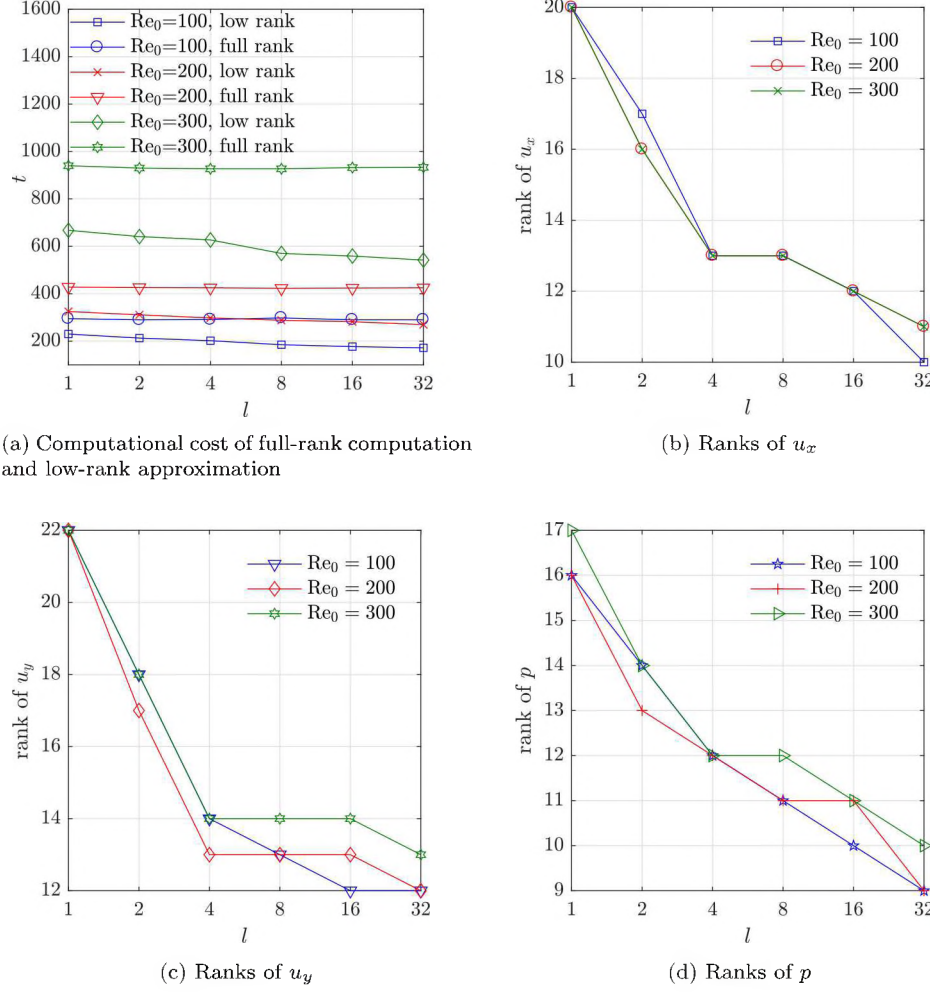 1600
1400
1200
1000
800
600
400
200
t
1 2 4 8 16 32
l
Re0=100, low rank
Re0=100, full rank
Re0=200, low rank
Re0=200, full rank
Re0=300, low rank
Re0=300, full rank
(a) Computational cost of full-rank computation
and low-rank approximation
20
18
16
14
12
10
rank of ux
1 2 4 8 16 32
l
Re0 = 100
Re0 = 200
Re0 = 300
(b) Ranks of ux
22
20
18
16
14
12
rank of uy
1 2 4 8 16 32
l
Re0 = 100
Re0 = 200
Re0 = 300
(c) Ranks of uy
17
16
15
14
13
12
11
10
9
rank of p
1 2 4 8 16 32
l
Re0 = 100
Re0 = 200
Re0 = 300
(d) Ranks of p